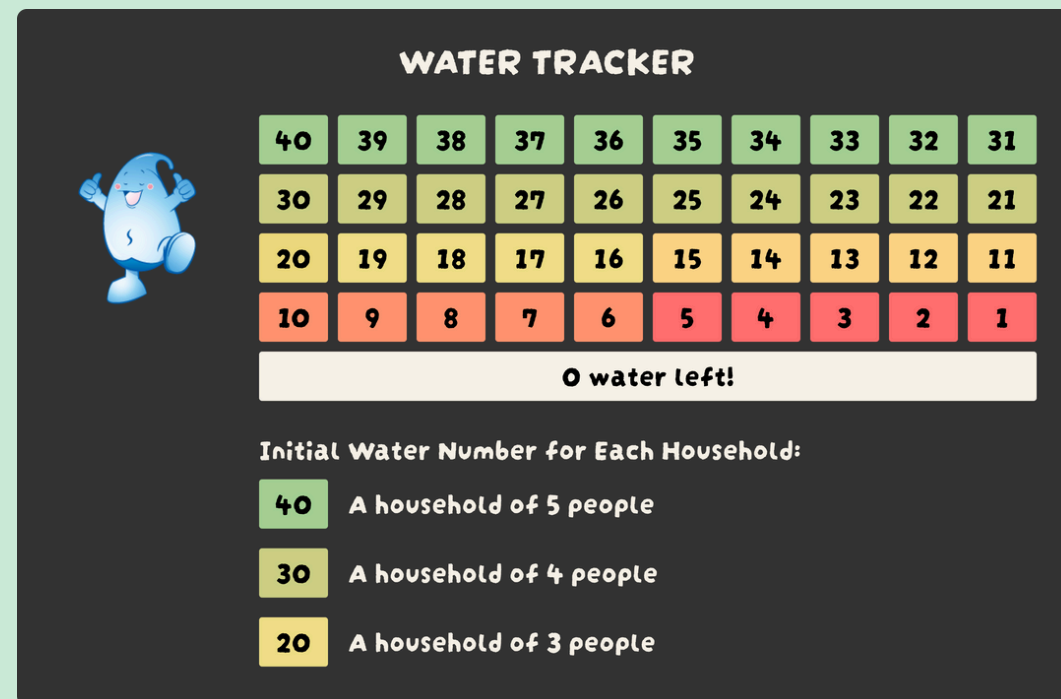 WATER TRACKER
40 39 38 37 36 35 34 33 32 31
30 29 28 27 26 25 24 23 22 21
20 19 18 17 16 15 14 13 12 11
10 9 8 7 6 5 4 3 2 1
0 water left!
Initial Water Number for Each Household:
40 A household of 5 people
30 A household of 4 people
20 A household of 3 people